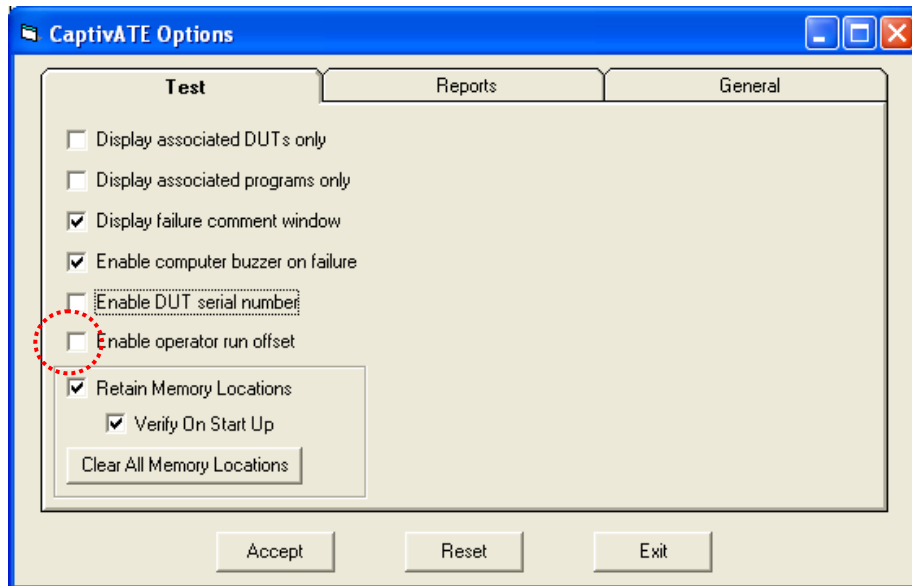 CaptivATE Options
Test Reports General
Display associated DUTs only
Display associated programs only
Display failure comment window
Enable computer buzzer on failure
Enable DUT serial number
Enable operator run offset
Retain Memory Locations
Verify On Start Up
Clear All Memory Locations
Accept Reset Exit